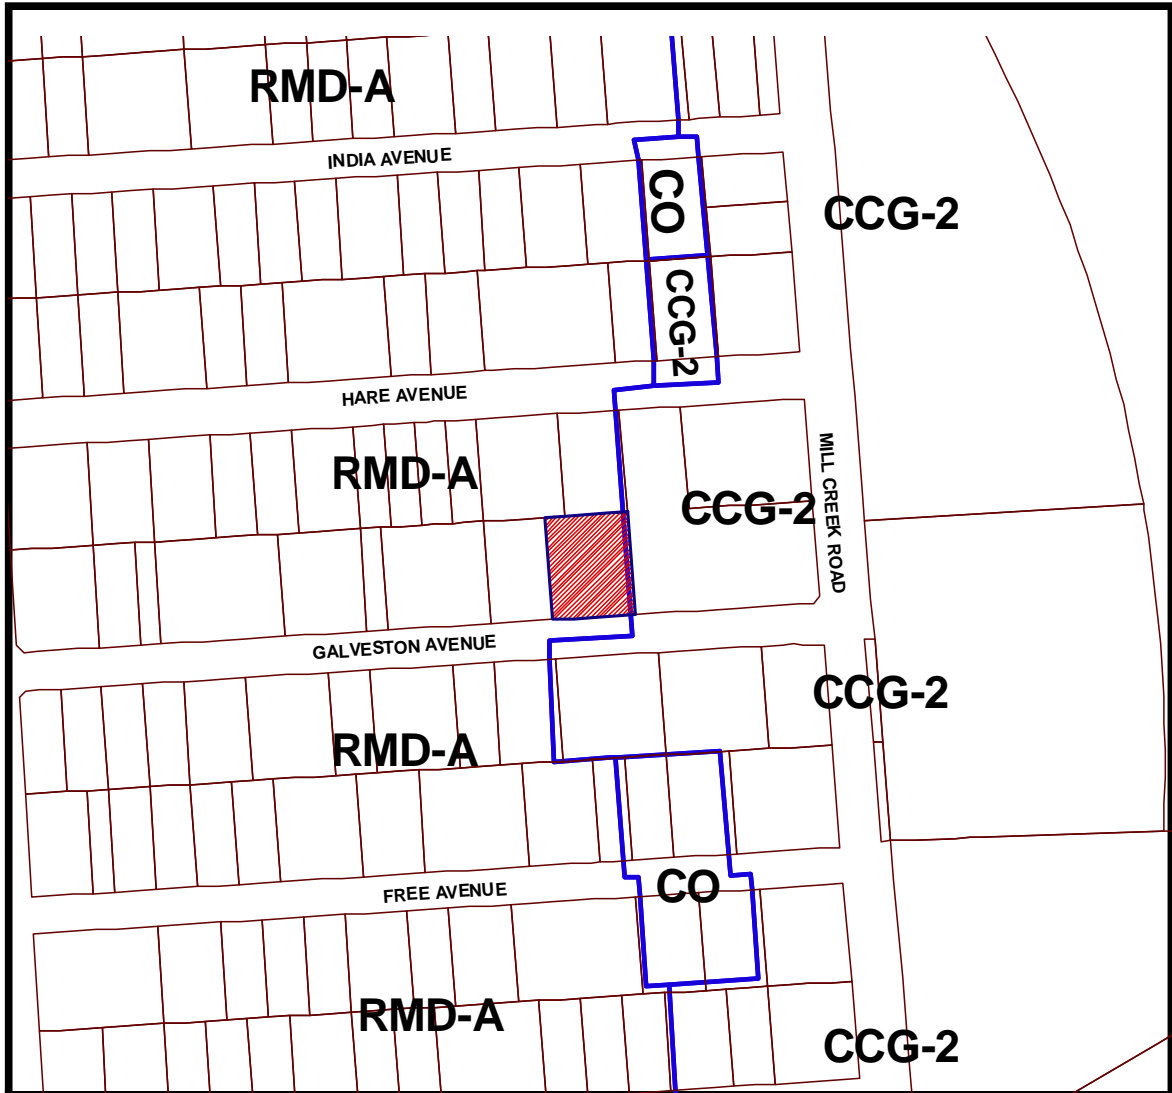 RMD-A
INDIA AVENUE
CO
CCG-2
CCG-2
HARE AVENUE
RMD-A
CCG-2
MILL CREEK ROAD
GALVESTON AVENUE
CCG-2
RMD-A
CO
FREE AVENUE
RMD-A
CCG-2